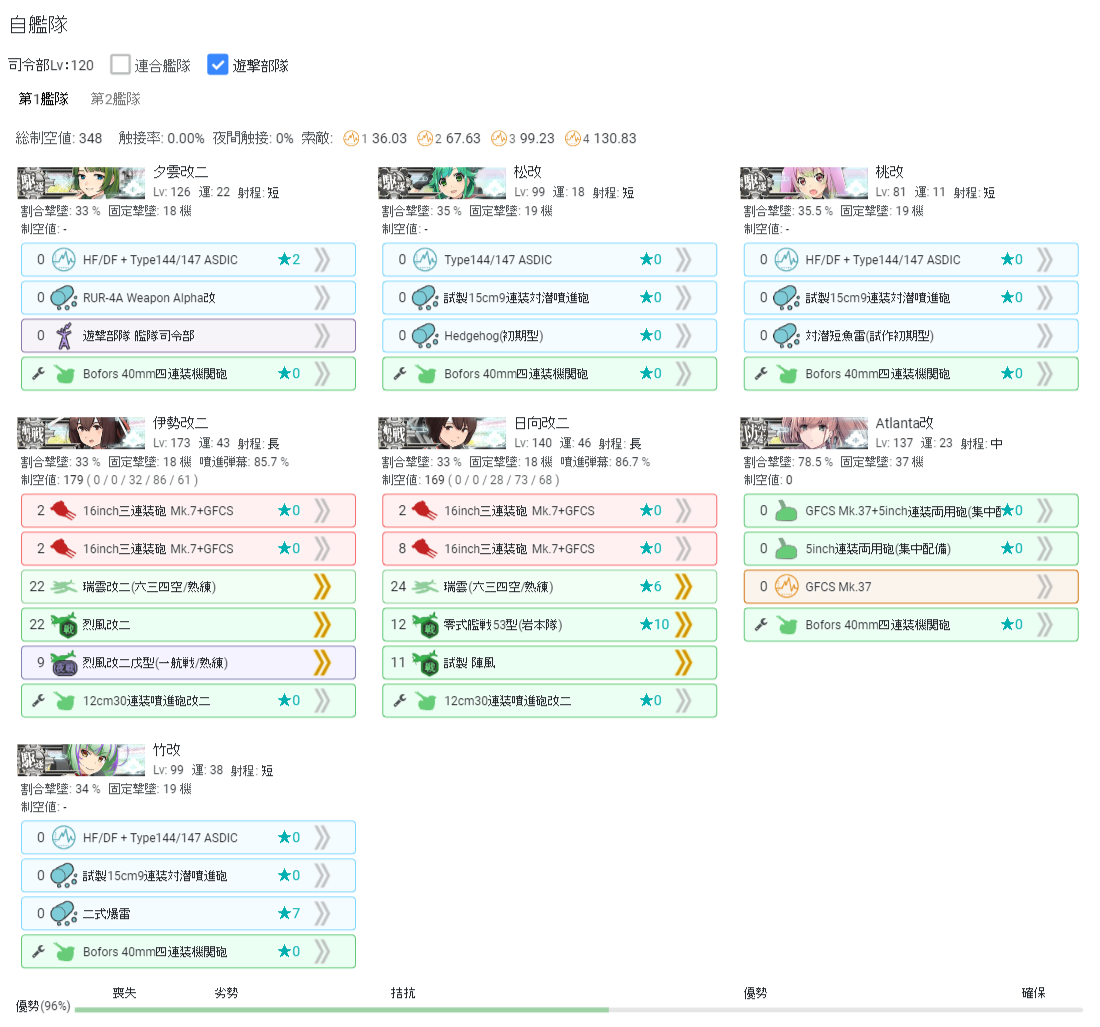 自艦隊
司令部Lv:120 連合艦隊 遊撃部隊
第1艦隊 第2艦隊
総制空値: 348 触接率: 0.00% 夜間触接: 0% 索敵: 1 36.03 2 67.63 3 99.23 4 130.83
夕雲改二
Lv: 126 運: 22 射程: 短
割合撃墜: 33 % 固定撃墜: 18 機
制空値: -
0 HF/DF + Type144/147 ASDIC ★2
0 RUR-4A Weapon Alpha改
0 遊撃部隊 艦隊司令部
Bofors 40mm四連装機関砲 ★0
松改
Lv: 99 運: 18 射程: 短
割合撃墜: 35 % 固定撃墜: 19 機
制空値: -
0 Type144/147 ASDIC ★0
0 試製15cm9連装対潜噴進砲 ★0
0 Hedgehog(初期型) ★0
Bofors 40mm四連装機関砲 ★0
桃改
Lv: 81 運: 11 射程: 短
割合撃墜: 35.5 % 固定撃墜: 19 機
制空値: -
0 HF/DF + Type144/147 ASDIC ★0
0 試製15cm9連装対潜噴進砲 ★0
0 対潜短魚雷(試作初期型)
Bofors 40mm四連装機関砲 ★0
伊勢改二
Lv: 173 運: 43 射程: 長
割合撃墜: 33 % 固定撃墜: 18 機 噴進弾幕: 85.7 %
制空値: 179 ( 0 / 0 / 32 / 86 / 61 )
2 16inch三連装砲 Mk.7+GFCS ★0
2 16inch三連装砲 Mk.7+GFCS ★0
22 瑞雲改二(六三四空/熟練)
22 烈風改二
9 烈風改二戊型(一航戦/熟練)
12cm30連装噴進砲改二 ★0
日向改二
Lv: 140 運: 46 射程: 長
割合撃墜: 33 % 固定撃墜: 18 機 噴進弾幕: 86.7 %
制空値: 169 ( 0 / 0 / 28 / 73 / 68 )
2 16inch三連装砲 Mk.7+GFCS ★0
8 16inch三連装砲 Mk.7+GFCS ★0
24 瑞雲(六三四空/熟練) ★6
12 零式艦戦53型(岩本隊) ★10
11 試製 陣風
12cm30連装噴進砲改二 ★0
Atlanta改
Lv: 137 運: 23 射程: 中
割合撃墜: 78.5 % 固定撃墜: 37 機
制空値: 0
0 GFCS Mk.37+5inch連装両用砲(集中配 ★0
0 5inch連装両用砲(集中配備) ★0
0 GFCS Mk.37
Bofors 40mm四連装機関砲 ★0
竹改
Lv: 99 運: 38 射程: 短
割合撃墜: 34 % 固定撃墜: 19 機
制空値: -
0 HF/DF + Type144/147 ASDIC ★0
0 試製15cm9連装対潜噴進砲 ★0
0 二式爆雷 ★7
Bofors 40mm四連装機関砲 ★0
喪失 劣勢 拮抗 優勢 確保
優勢(96%)